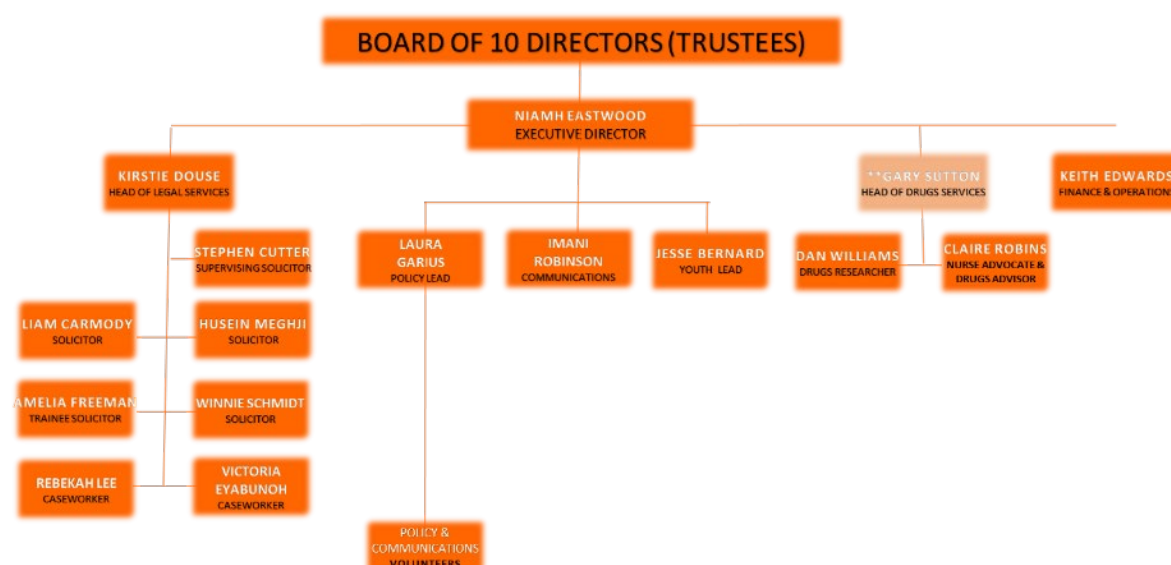 BOARD OF 10 DIRECTORS (TRUSTEES)
NIAMH EASTWOOD
EXECUTIVE DIRECTOR
KIRSTIE DOUSE
HEAD OF LEGAL SERVICES
**GARY SUTTON
HEAD OF DRUGS SERVICES
KEITH EDWARDS
FINANCE & OPERATIONS
STEPHEN CUTTER
SUPERVISING SOLICITOR
LAURA
GARIUS
POLICY LEAD
IMANI
ROBINSON
COMMUNICATIONS
JESSE BERNARD
YOUTH LEAD
DAN WILLIAMS
DRUGS RESEARCHER
CLAIRE ROBINS
NURSE ADVOCATE &
DRUGS ADVISOR
LIAM CARMODY
SOLICITOR
HUSEIN MEGHJI
SOLICITOR
AMELIA FREEMAN
TRAINEE SOLICITOR
WINNIE SCHMIDT
SOLICITOR
REBEKAH LEE
CASEWORKER
VICTORIA
EYABUNOH
CASEWORKER
POLICY &
COMMUNICATIONS
VOLUNTEERS